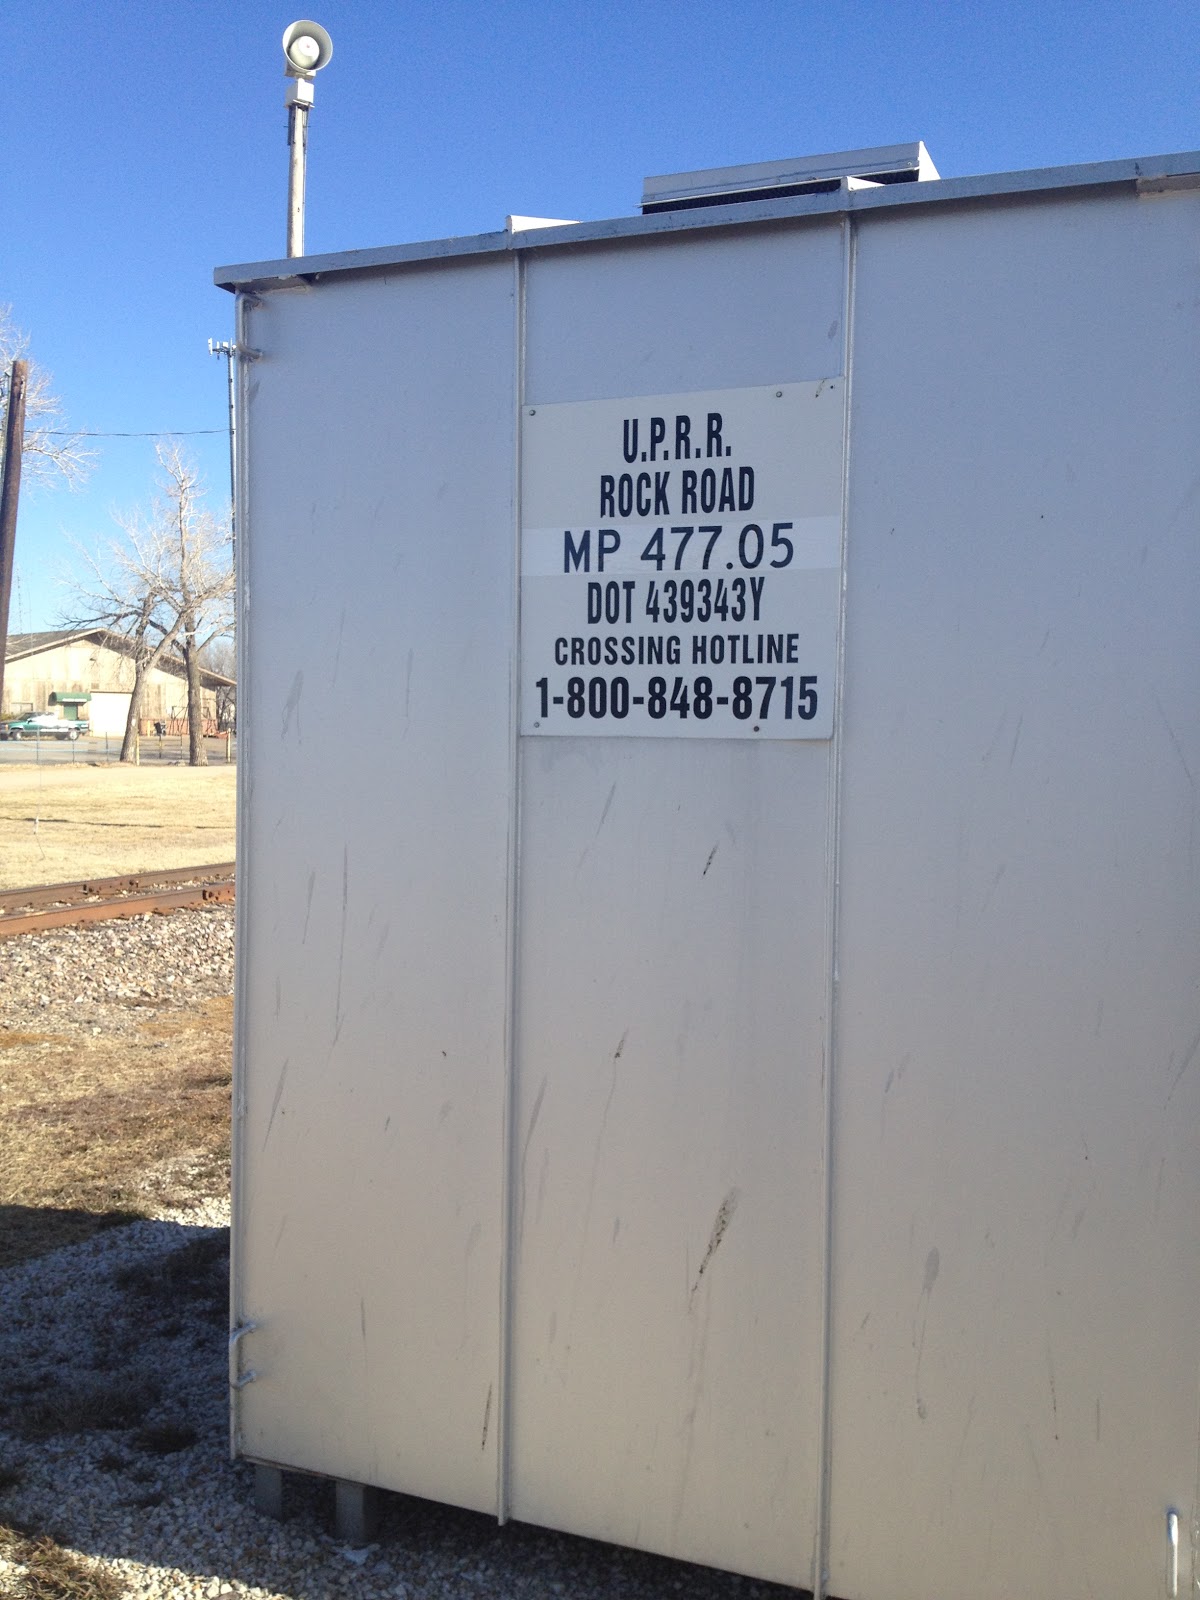 U.P.R.R.
ROCK ROAD
MP 477.05
DOT 439343Y
CROSSING HOTLINE
1-800-848-8715